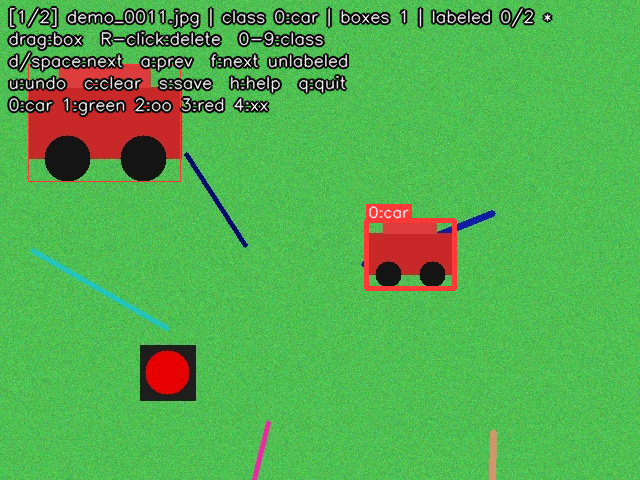 [1/2] demo_0011.jpg | class 0:car | boxes 1 | labeled 0/2 *
drag:box R-click:delete 0-9:class
d/space:next a:prev f:next unlabeled
u:undo c:clear s:save h:help q:quit
0:car 1:green 2:oo 3:red 4:xx
0:car